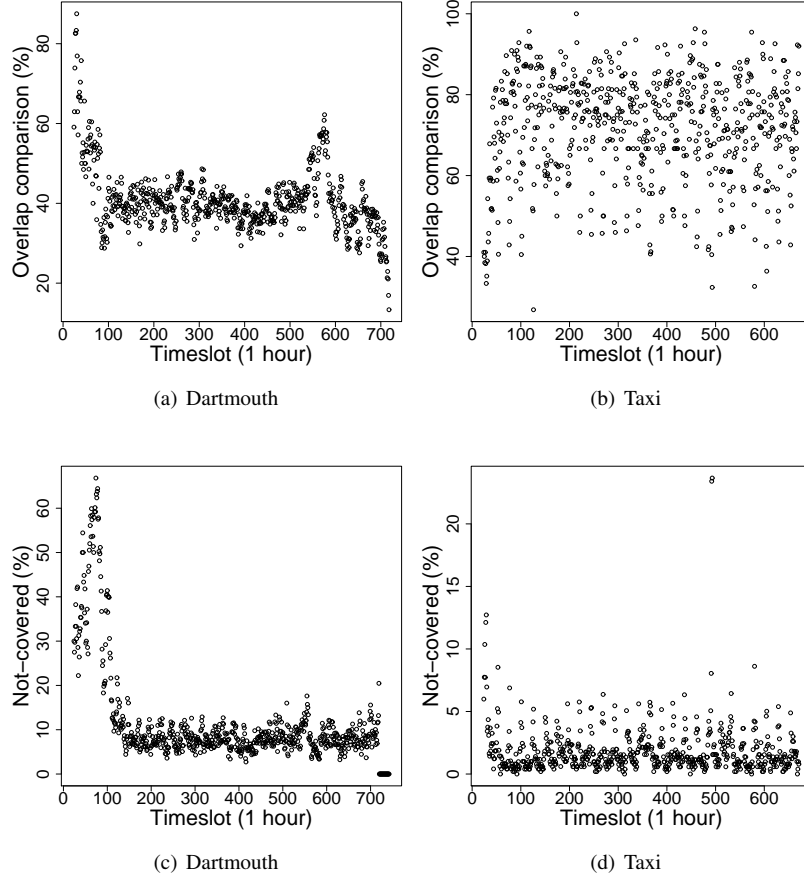 Overlap comparison (%)
20 40 60 80
0 100 200 300 400 500 600 700
Timeslot (1 hour)
(a) Dartmouth
Overlap comparison (%)
40 60 80 100
0 100 200 300 400 500 600
Timeslot (1 hour)
(b) Taxi
Not−covered (%)
0 10 20 30 40 50 60
0 100 200 300 400 500 600 700
Timeslot (1 hour)
(c) Dartmouth
Not−covered (%)
0 5 10 15 20
0 100 200 300 400 500 600
Timeslot (1 hour)
(d) Taxi